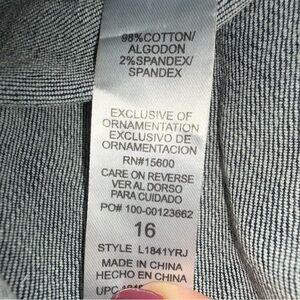 98%COTTON/
ALGODON
2%SPANDEX/
SPANDEX
EXCLUSIVE OF
ORNAMENTATION
EXCLUSIVO DE
ORNAMENTACION
RN#15600
CARE ON REVERSE
VER AL DORSO
PARA CUIDADO
PO# 100-00123662
16
STYLE L1841YRJ
MADE IN CHINA
HECHO EN CHINA
UPC